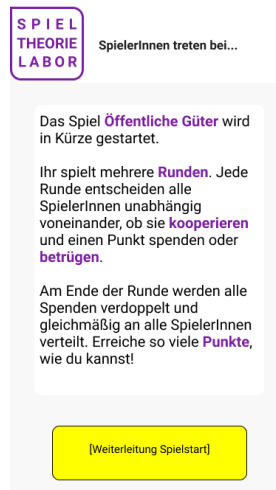 SPIEL
THEORIE
LABOR
SpielerInnen treten bei...
Das Spiel Öffentliche Güter wird
in Kürze gestartet.
Ihr spielt mehrere Runden. Jede
Runde entscheiden alle
SpielerInnen unabhängig
voneinander, ob sie kooperieren
und einen Punkt spenden oder
betrügen.
Am Ende der Runde werden alle
Spenden verdoppelt und
gleichmäßig an alle SpielerInnen
verteilt. Erreiche so viele Punkte,
wie du kannst!
[Weiterleitung Spielstart]